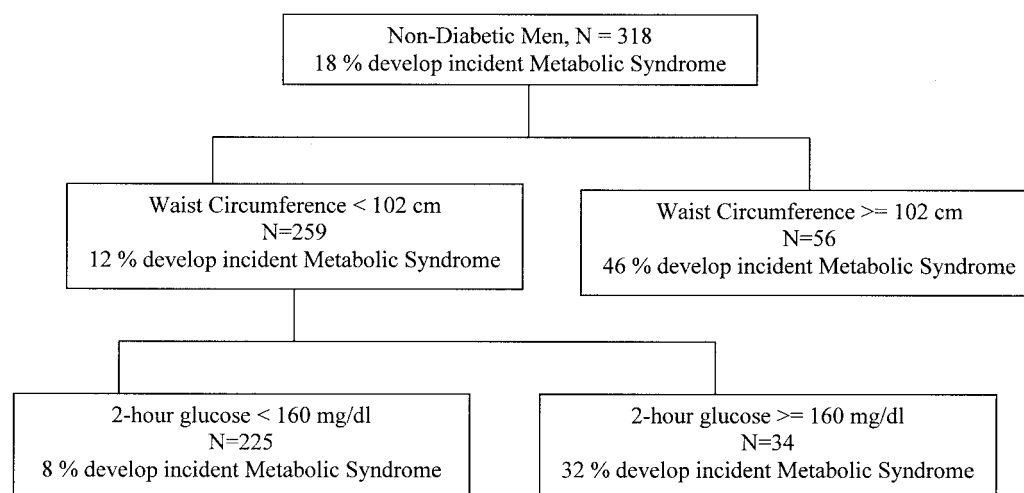 Non-Diabetic Men, N = 318
18 % develop incident Metabolic Syndrome
Waist Circumference < 102 cm
N=259
12 % develop incident Metabolic Syndrome
Waist Circumference >= 102 cm
N=56
46 % develop incident Metabolic Syndrome
2-hour glucose < 160 mg/dl
N=225
8 % develop incident Metabolic Syndrome
2-hour glucose >= 160 mg/dl
N=34
32 % develop incident Metabolic Syndrome